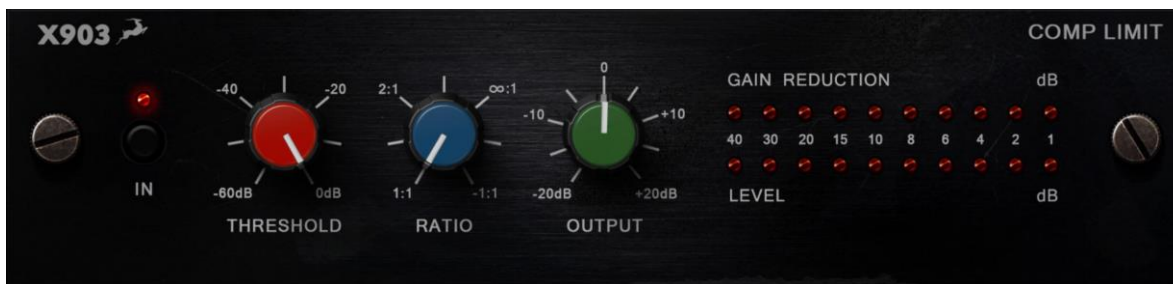 X903
COMP LIMIT
IN
-40
-20
-60dB
0dB
THRESHOLD
2:1
∞:1
1:1
-1:1
RATIO
0
-10
+10
-20dB
+20dB
OUTPUT
GAIN REDUCTION dB
40 30 20 15 10 8 6 4 2 1
LEVEL dB